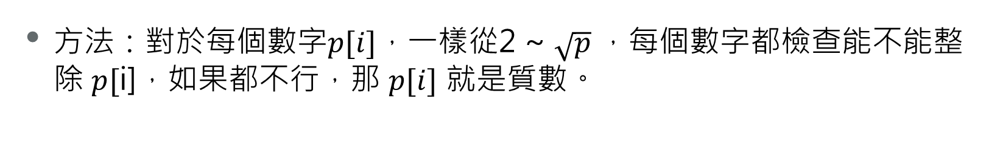 • 方法：對於每個數字p[i]，一樣從2 ~ √p ，每個數字都檢查能不能整
除 p[i]，如果都不行，那 p[i] 就是質數。